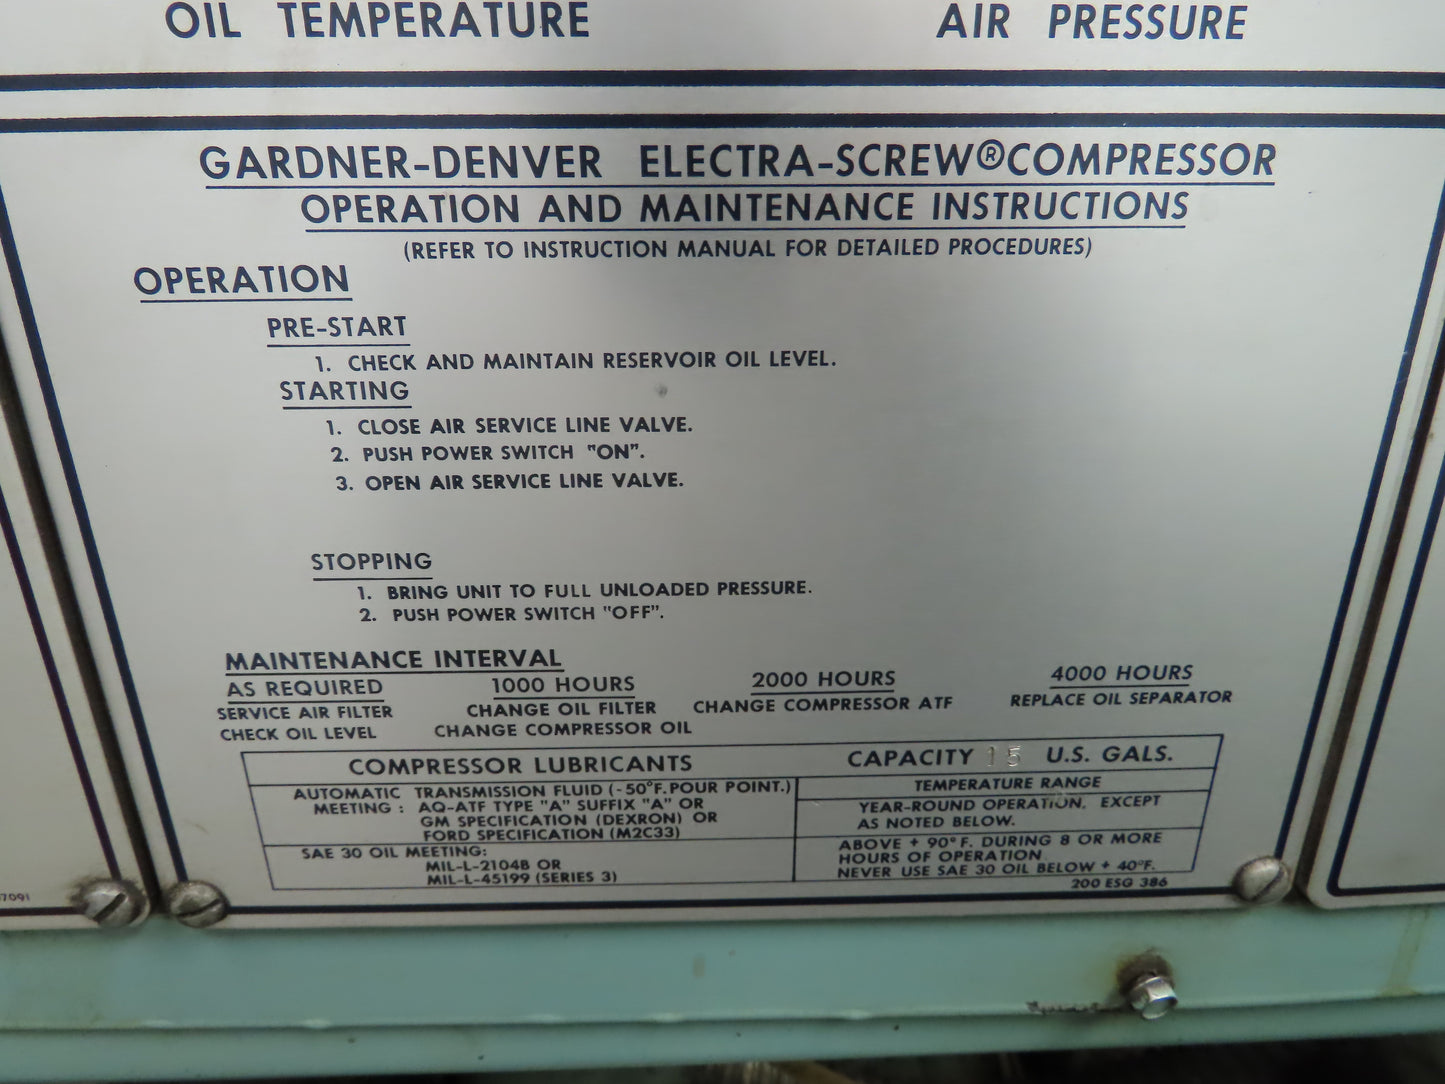 OIL TEMPERATURE
AIR PRESSURE
GARDNER-DENVER ELECTRA-SCREW®COMPRESSOR
OPERATION AND MAINTENANCE INSTRUCTIONS
(REFER TO INSTRUCTION MANUAL FOR DETAILED PROCEDURES)
OPERATION
PRE-START
1. CHECK AND MAINTAIN RESERVOIR OIL LEVEL.
STARTING
1. CLOSE AIR SERVICE LINE VALVE.
2. PUSH POWER SWITCH "ON".
3. OPEN AIR SERVICE LINE VALVE.
STOPPING
1. BRING UNIT TO FULL UNLOADED PRESSURE.
2. PUSH POWER SWITCH "OFF".
MAINTENANCE INTERVAL
AS REQUIRED
SERVICE AIR FILTER
CHECK OIL LEVEL
1000 HOURS
CHANGE OIL FILTER
CHANGE COMPRESSOR OIL
2000 HOURS
CHANGE COMPRESSOR ATF
4000 HOURS
REPLACE OIL SEPARATOR
COMPRESSOR LUBRICANTS
CAPACITY 15 U.S. GALS.
AUTOMATIC TRANSMISSION FLUID (-50°F. POUR POINT.)
MEETING: AQ-ATF TYPE "A" SUFFIX "A" OR
GM SPECIFICATION (DEXRON) OR
FORD SPECIFICATION (M2C33)
TEMPERATURE RANGE
YEAR-ROUND OPERATION, EXCEPT
AS NOTED BELOW.
SAE 30 OIL MEETING:
MIL-L-2104B OR
MIL-L-45199 (SERIES 3)
ABOVE + 90°F. DURING 8 OR MORE
HOURS OF OPERATION
NEVER USE SAE 30 OIL BELOW + 40°F.
200 ESG 386